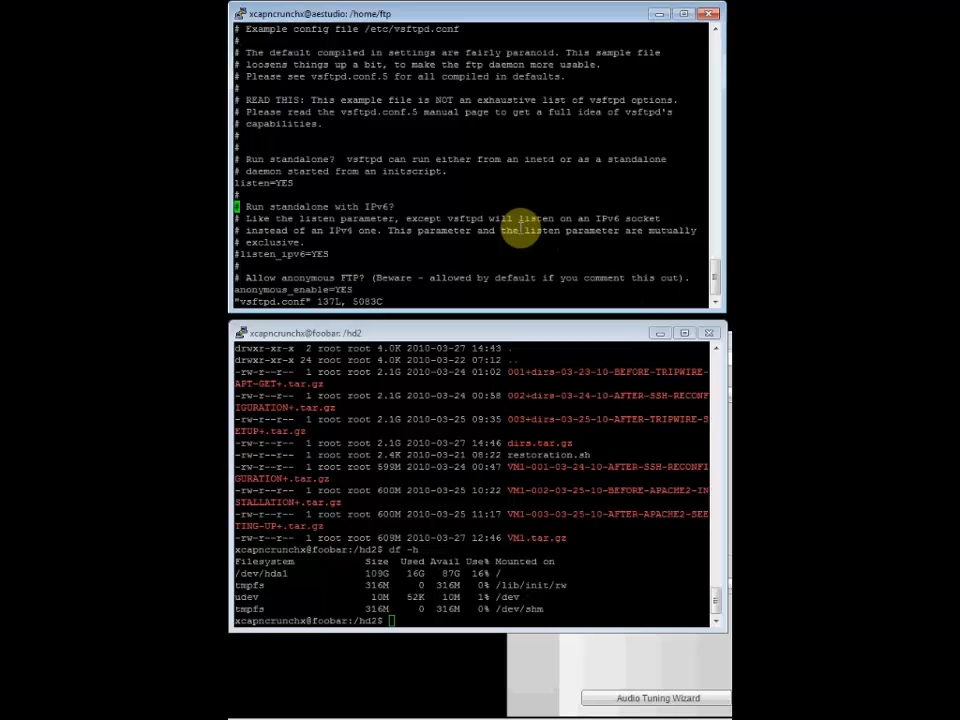 xcapncrunchx@aestudio: /home/ftp
# Example config file /etc/vsftpd.conf
#
# The default compiled in settings are fairly paranoid. This sample file
# loosens things up a bit, to make the ftp daemon more usable.
# Please see vsftpd.conf.5 for all compiled in defaults.
#
# READ THIS: This example file is NOT an exhaustive list of vsftpd options.
# Please read the vsftpd.conf.5 manual page to get a full idea of vsftpd's
# capabilities.
#
#
# Run standalone?  vsftpd can run either from an inetd or as a standalone
# daemon started from an initscript.
listen=YES
#
# Run standalone with IPv6?
# Like the listen parameter, except vsftpd will listen on an IPv6 socket
# instead of an IPv4 one. This parameter and the listen parameter are mutually
# exclusive.
#listen_ipv6=YES
#
# Allow anonymous FTP? (Beware - allowed by default if you comment this out).
anonymous_enable=YES
"vsftpd.conf" 137L, 5083C
xcapncrunchx@foobar: /hd2
drwxr-xr-x  2 root root 4.0K 2010-03-27 14:43 .
drwxr-xr-x 24 root root 4.0K 2010-03-22 07:12 ..
-rw-r--r--  1 root root 2.1G 2010-03-24 01:02 001+dirs-03-23-10-BEFORE-TRIPWIRE-
APT-GET+.tar.gz
-rw-r--r--  1 root root 2.1G 2010-03-24 00:58 002+dirs-03-24-10-AFTER-SSH-RECONF
IGURATION+.tar.gz
-rw-r--r--  1 root root 2.1G 2010-03-25 09:35 003+dirs-03-25-10-AFTER-TRIPWIRE-S
ETUP+.tar.gz
-rw-r--r--  1 root root 2.1G 2010-03-27 14:46 dirs.tar.gz
-rw-r--r--  1 root root 2.4K 2010-03-21 08:22 restoration.sh
-rw-r--r--  1 root root 599M 2010-03-24 00:47 VM1-001-03-24-10-AFTER-SSH-RECONFI
GURATION+.tar.gz
-rw-r--r--  1 root root 600M 2010-03-25 10:22 VM1-002-03-25-10-BEFORE-APACHE2-IN
STALLATION+.tar.gz
-rw-r--r--  1 root root 600M 2010-03-25 11:17 VM1-003-03-25-10-AFTER-APACHE2-SEE
TING-UP+.tar.gz
-rw-r--r--  1 root root 609M 2010-03-27 12:46 VM1.tar.gz
xcapncrunchx@foobar:/hd2$ df -h
Filesystem            Size  Used Avail Use% Mounted on
/dev/hda1             109G   16G   87G  16% /
tmpfs                 316M     0  316M   0% /lib/init/rw
udev                   10M   52K   10M   1% /dev
tmpfs                 316M     0  316M   0% /dev/shm
xcapncrunchx@foobar:/hd2$
Audio Tuning Wizard